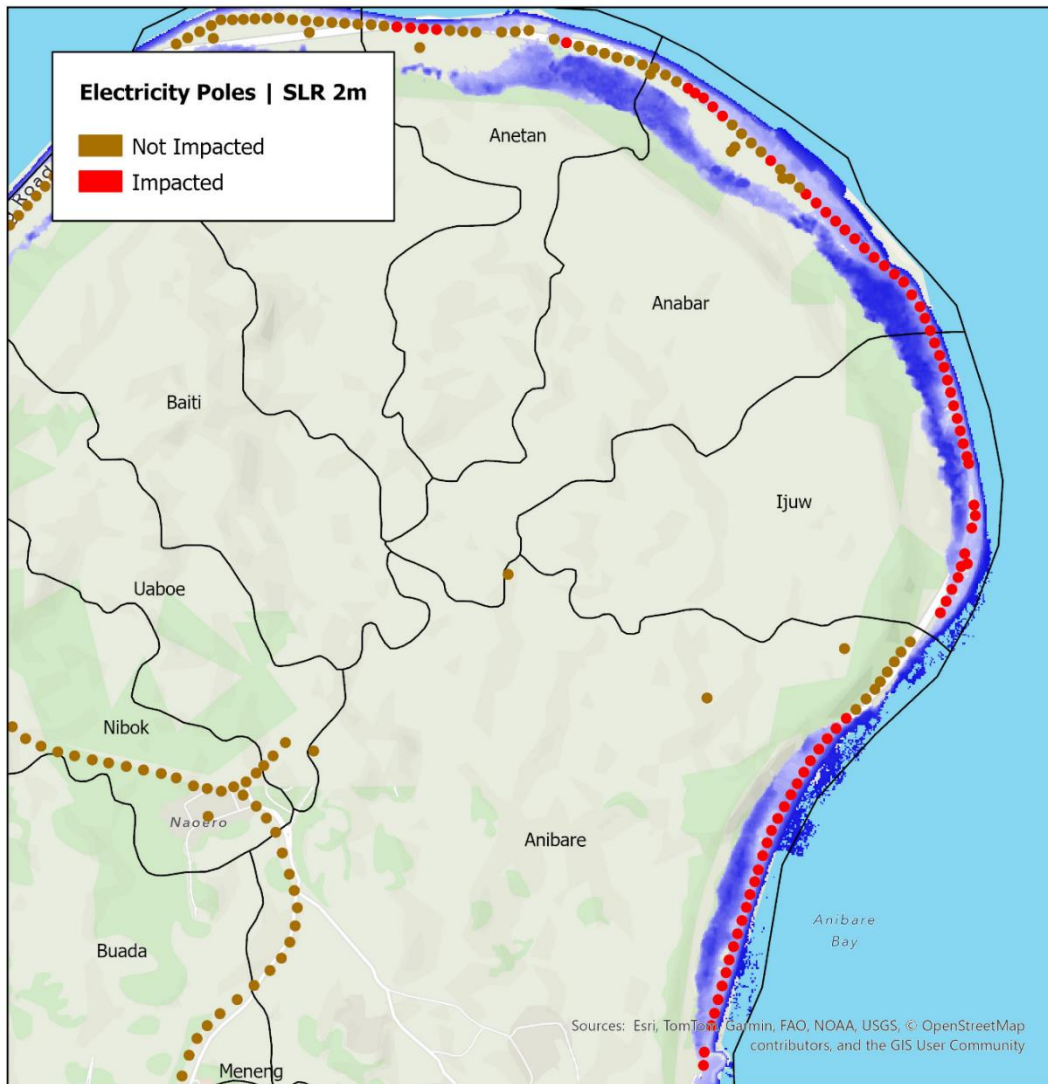 Electricity Poles | SLR 2m
Not Impacted
Impacted
Road
Anetan
Anabar
Baiti
Ijuw
Uaboe
Nibok
Naoero
Anibare
Buada
Anibare
Bay
Sources: Esri, TomTom, Garmin, FAO, NOAA, USGS, © OpenStreetMap
contributors, and the GIS User Community
Meneng